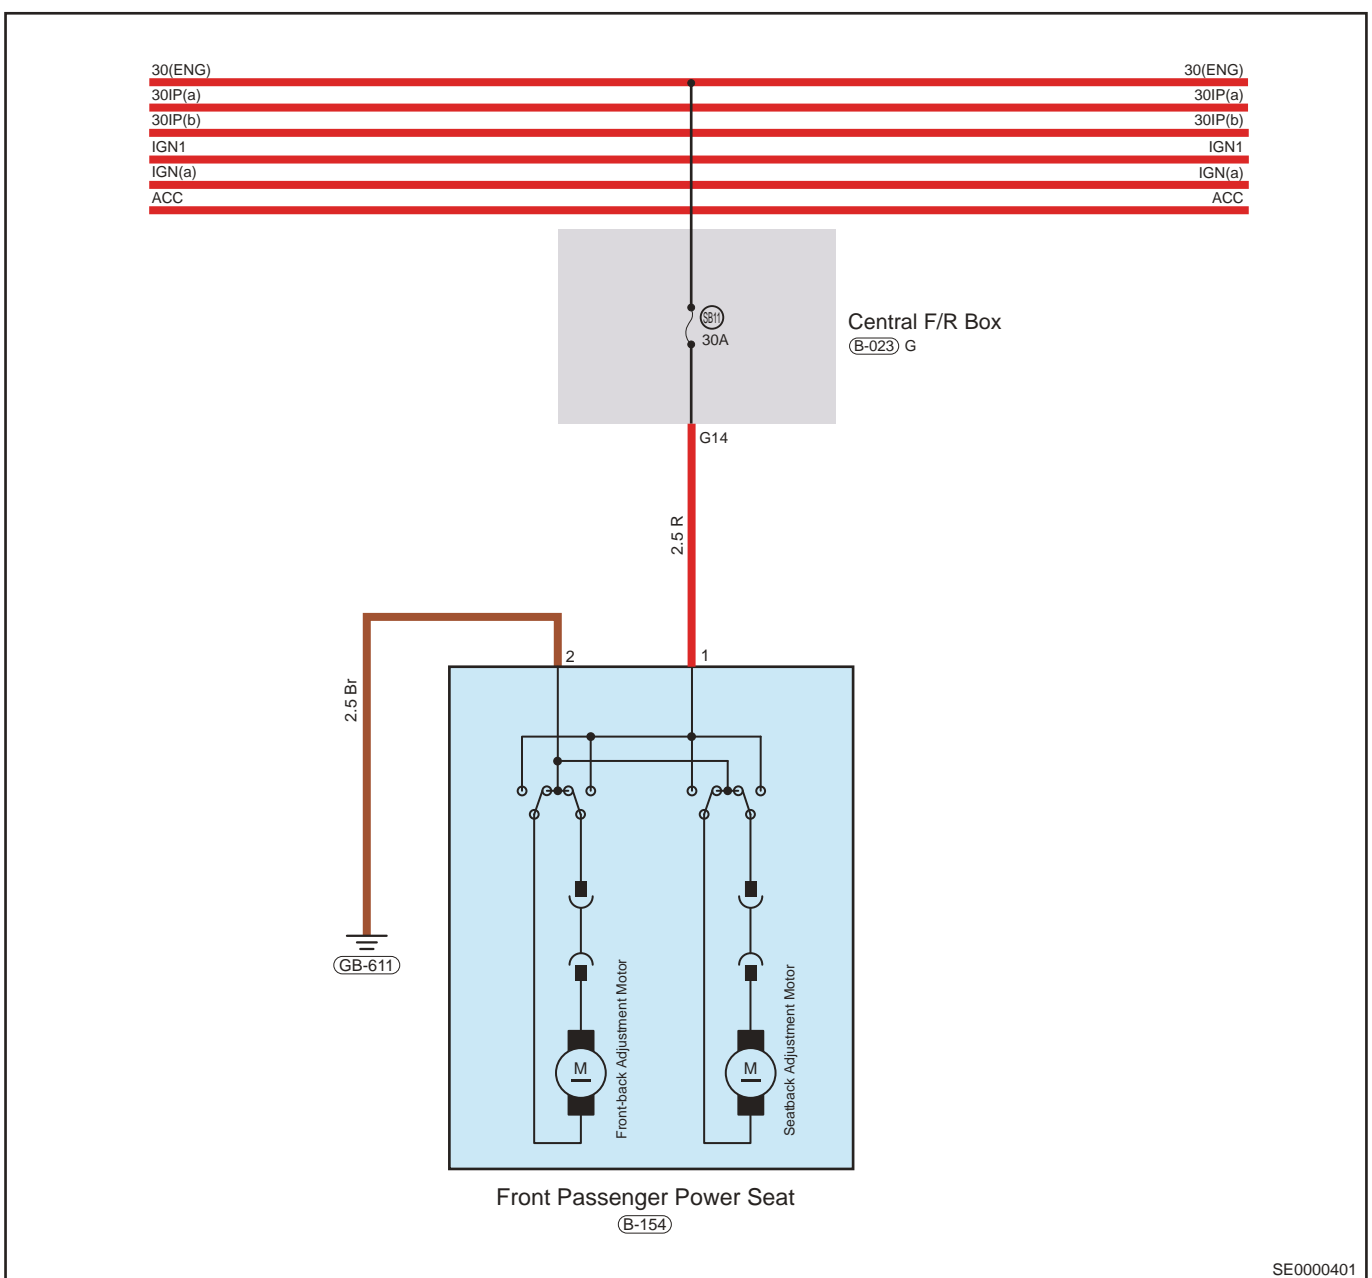 30(ENG) 30(ENG)
30IP(a) 30IP(a)
30IP(b) 30IP(b)
IGN1 IGN1
IGN(a) IGN(a)
ACC ACC
SB11
30A
Central F/R Box
B-023 G
G14
2.5 R
2.5 Br
2
1
GB-611
M
Front-back Adjustment Motor
M
Seatback Adjustment Motor
Front Passenger Power Seat
B-154
SE0000401